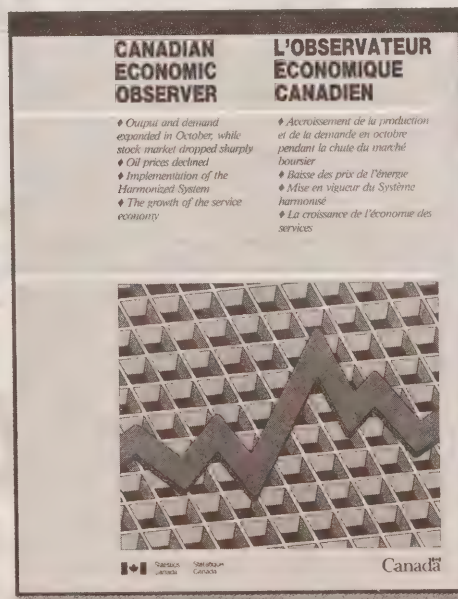 CANADIAN
ECONOMIC
OBSERVER
♦ Output and demand
expanded in October, while
stock market dropped sharply
♦ Oil prices declined
♦ Implementation of the
Harmonized System
♦ The growth of the service
economy
L'OBSERVATEUR
ÉCONOMIQUE
CANADIEN
♦ Accroissement de la production
et de la demande en octobre
pendant la chute du marché
boursier
♦ Baisse des prix de l'énergie
♦ Mise en vigueur du Système
harmonisé
♦ La croissance de l'économie des
services
Statistics
Canada
Statistique
Canada
Canada